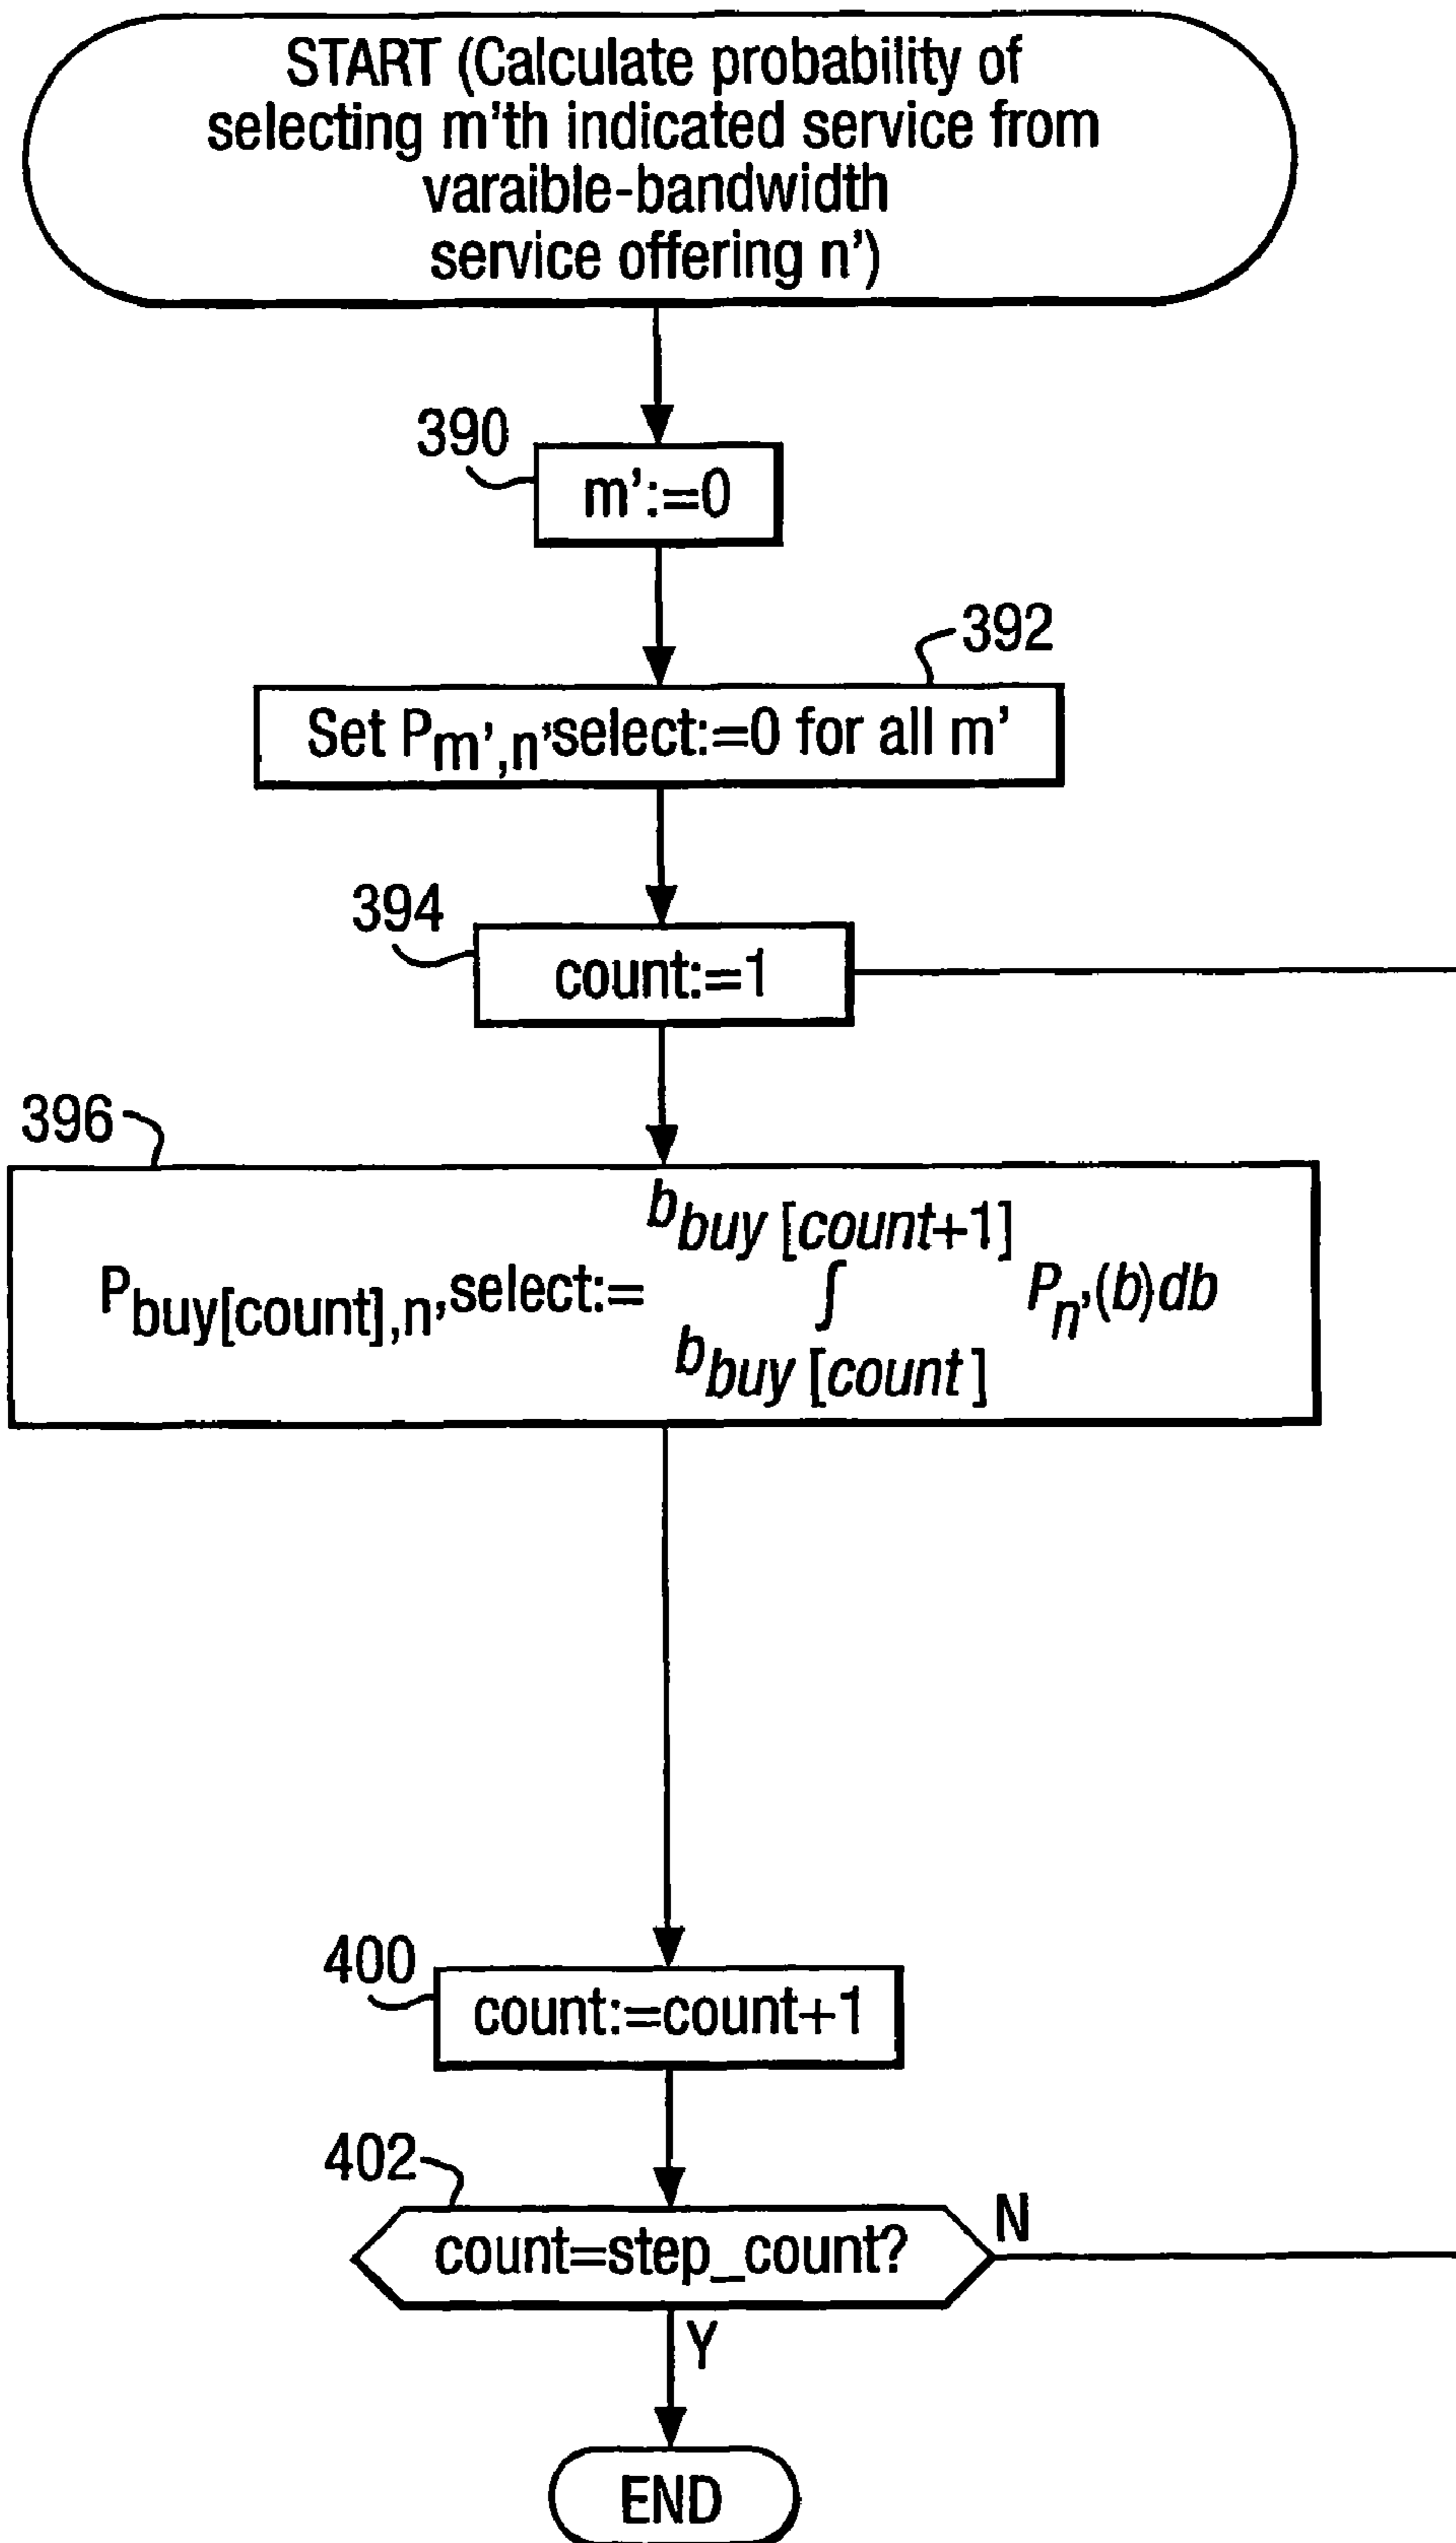 START (Calculate probability of
selecting m'th indicated service from
varaible-bandwidth
service offering n')
390
m':=0
392
Set Pm',n'select:=0 for all m'
394
count:=1
396
bbuy [count+1]
Pbuy[count],n'select:= ∫ Pn'(b)db
bbuy [count]
400
count:=count+1
402
count=step_count?
N
Y
END